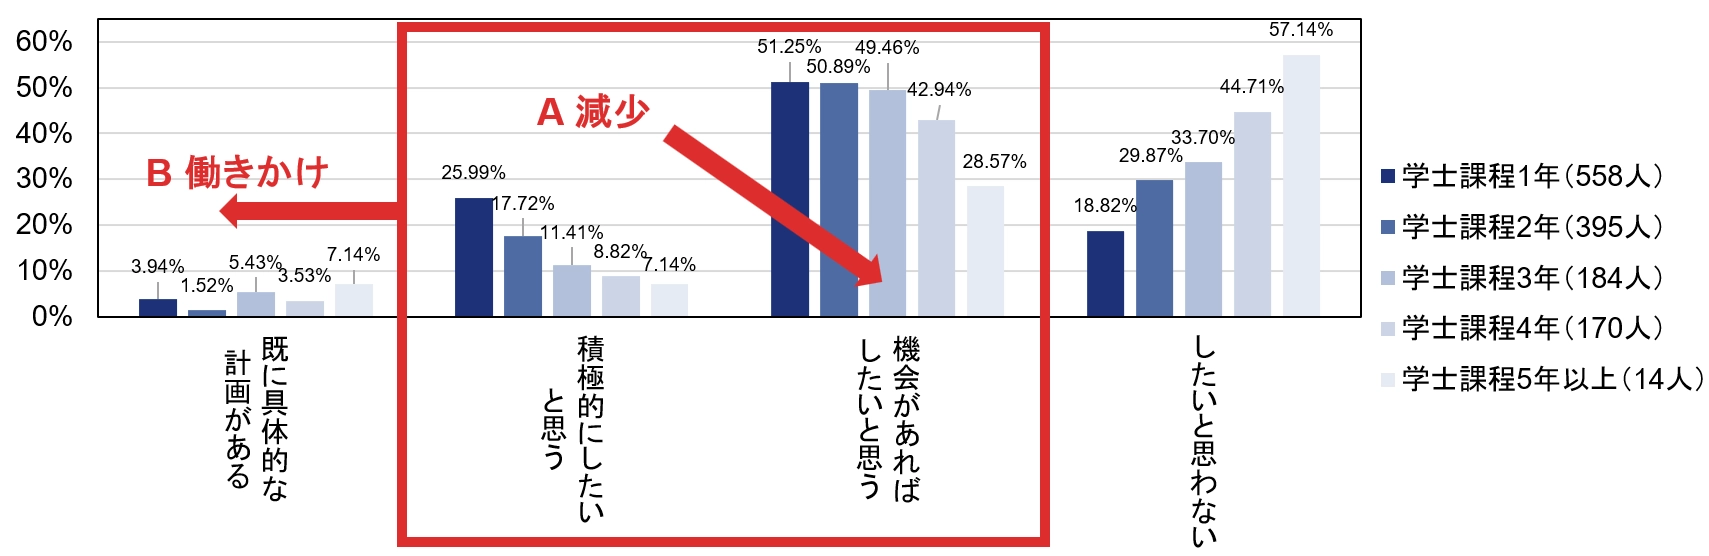 60%
50%
40%
30%
20%
10%
0%
B 働きかけ
A 減少
3.94%
1.52%
5.43%
3.53%
7.14%
25.99%
17.72%
11.41%
8.82%
7.14%
51.25%
50.89%
49.46%
42.94%
28.57%
18.82%
29.87%
33.70%
44.71%
57.14%
既に具体的な
計画がある
積極的にしたい
と思う
機会があれば
したいと思う
したいと思わない
学士課程1年（558人）
学士課程2年（395人）
学士課程3年（184人）
学士課程4年（170人）
学士課程5年以上（14人）